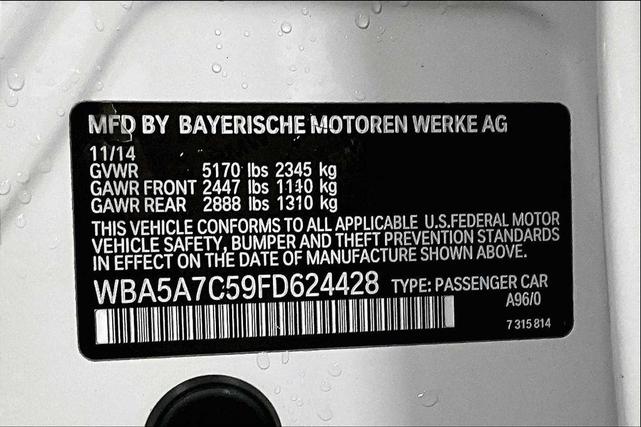 MFD BY BAYERISCHE MOTOREN WERKE AG
11/14
GVWR 5170 lbs 2345 kg
GAWR FRONT 2447 lbs 1110 kg
GAWR REAR 2888 lbs 1310 kg
THIS VEHICLE CONFORMS TO ALL APPLICABLE U.S.FEDERAL MOTOR
VEHICLE SAFETY, BUMPER AND THEFT PREVENTION STANDARDS
IN EFFECT ON THE DATE OF MANUFACTURE SHOWN ABOVE.
WBA5A7C59FD624428 TYPE: PASSENGER CAR
A96/0
7 315 814